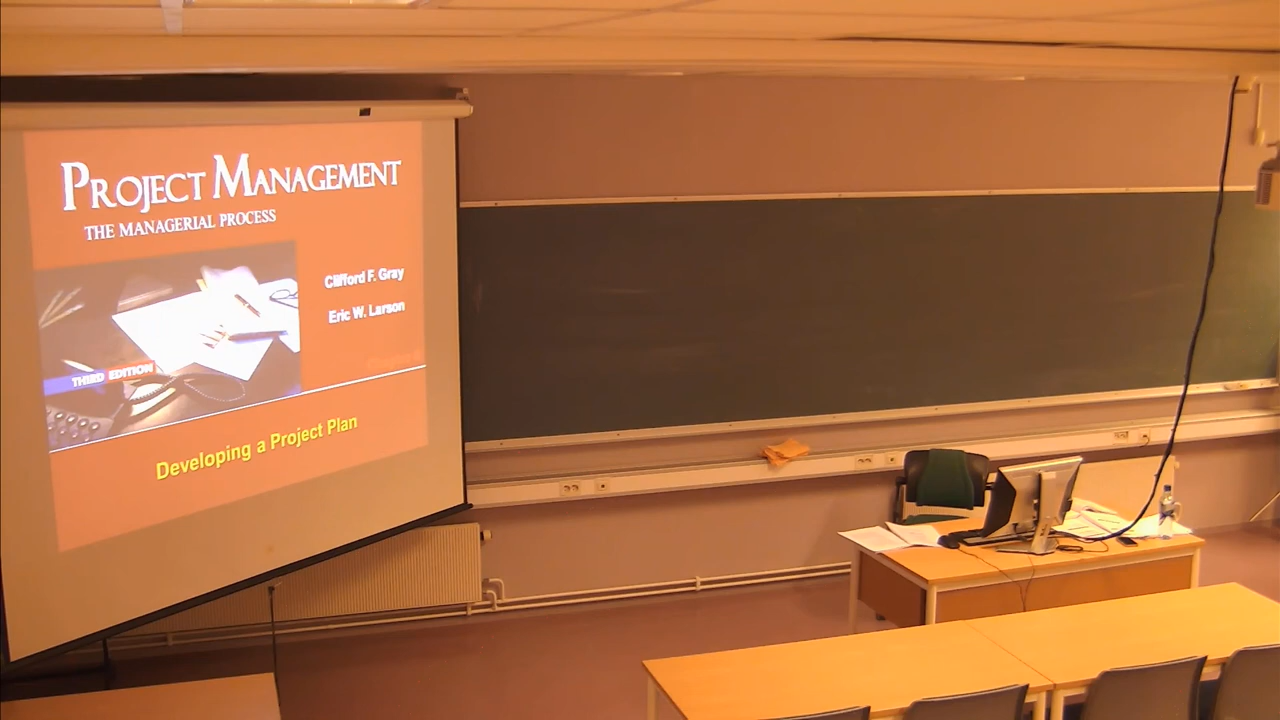 PROJECT MANAGEMENT
THE MANAGERIAL PROCESS
Clifford F. Gray
Eric W. Larson
THIRD EDITION
Developing a Project Plan